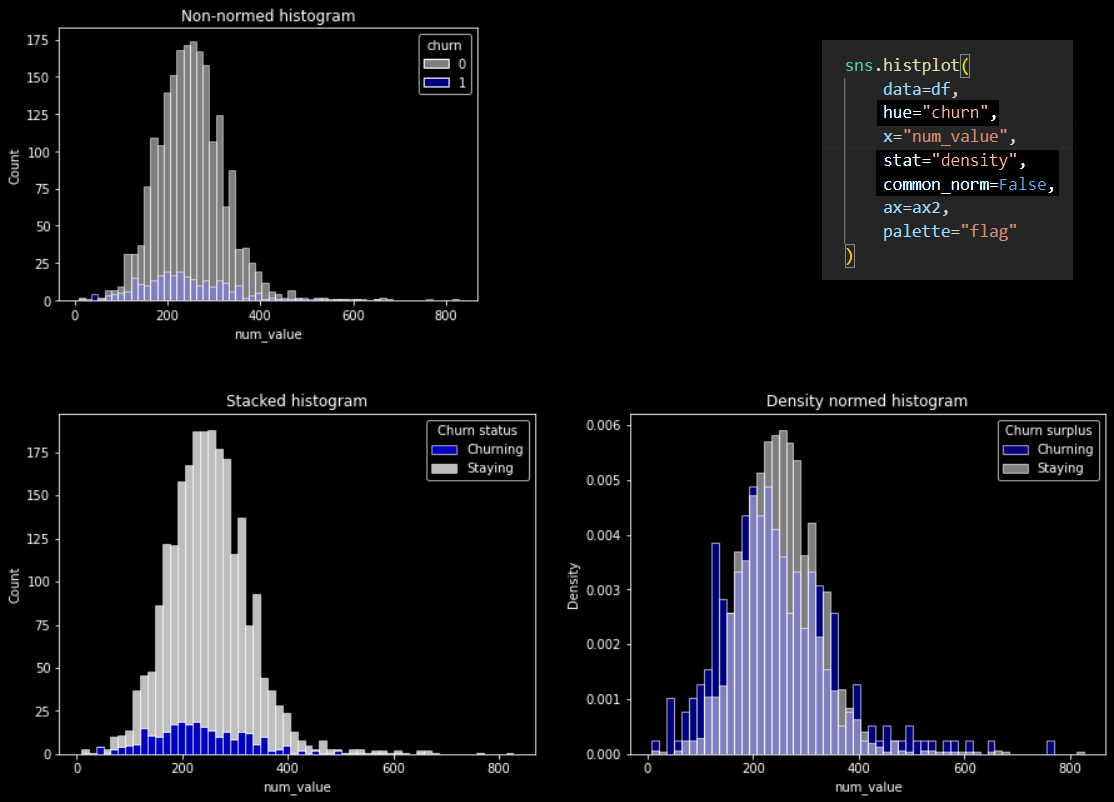 Non-normed histogram
175
150
125
100
75
50
25
0
Count
churn
0
1
0 200 400 600 800
num_value
sns.histplot(
data=df,
hue="churn",
x="num_value",
stat="density",
common_norm=False,
ax=ax2,
palette="flag"
)
Stacked histogram
175
150
125
100
75
50
25
0
Count
Churn status
Churning
Staying
0 200 400 600 800
num_value
Density normed histogram
0.006
0.005
0.004
0.003
0.002
0.001
0.000
Density
Churn surplus
Churning
Staying
0 200 400 600 800
num_value